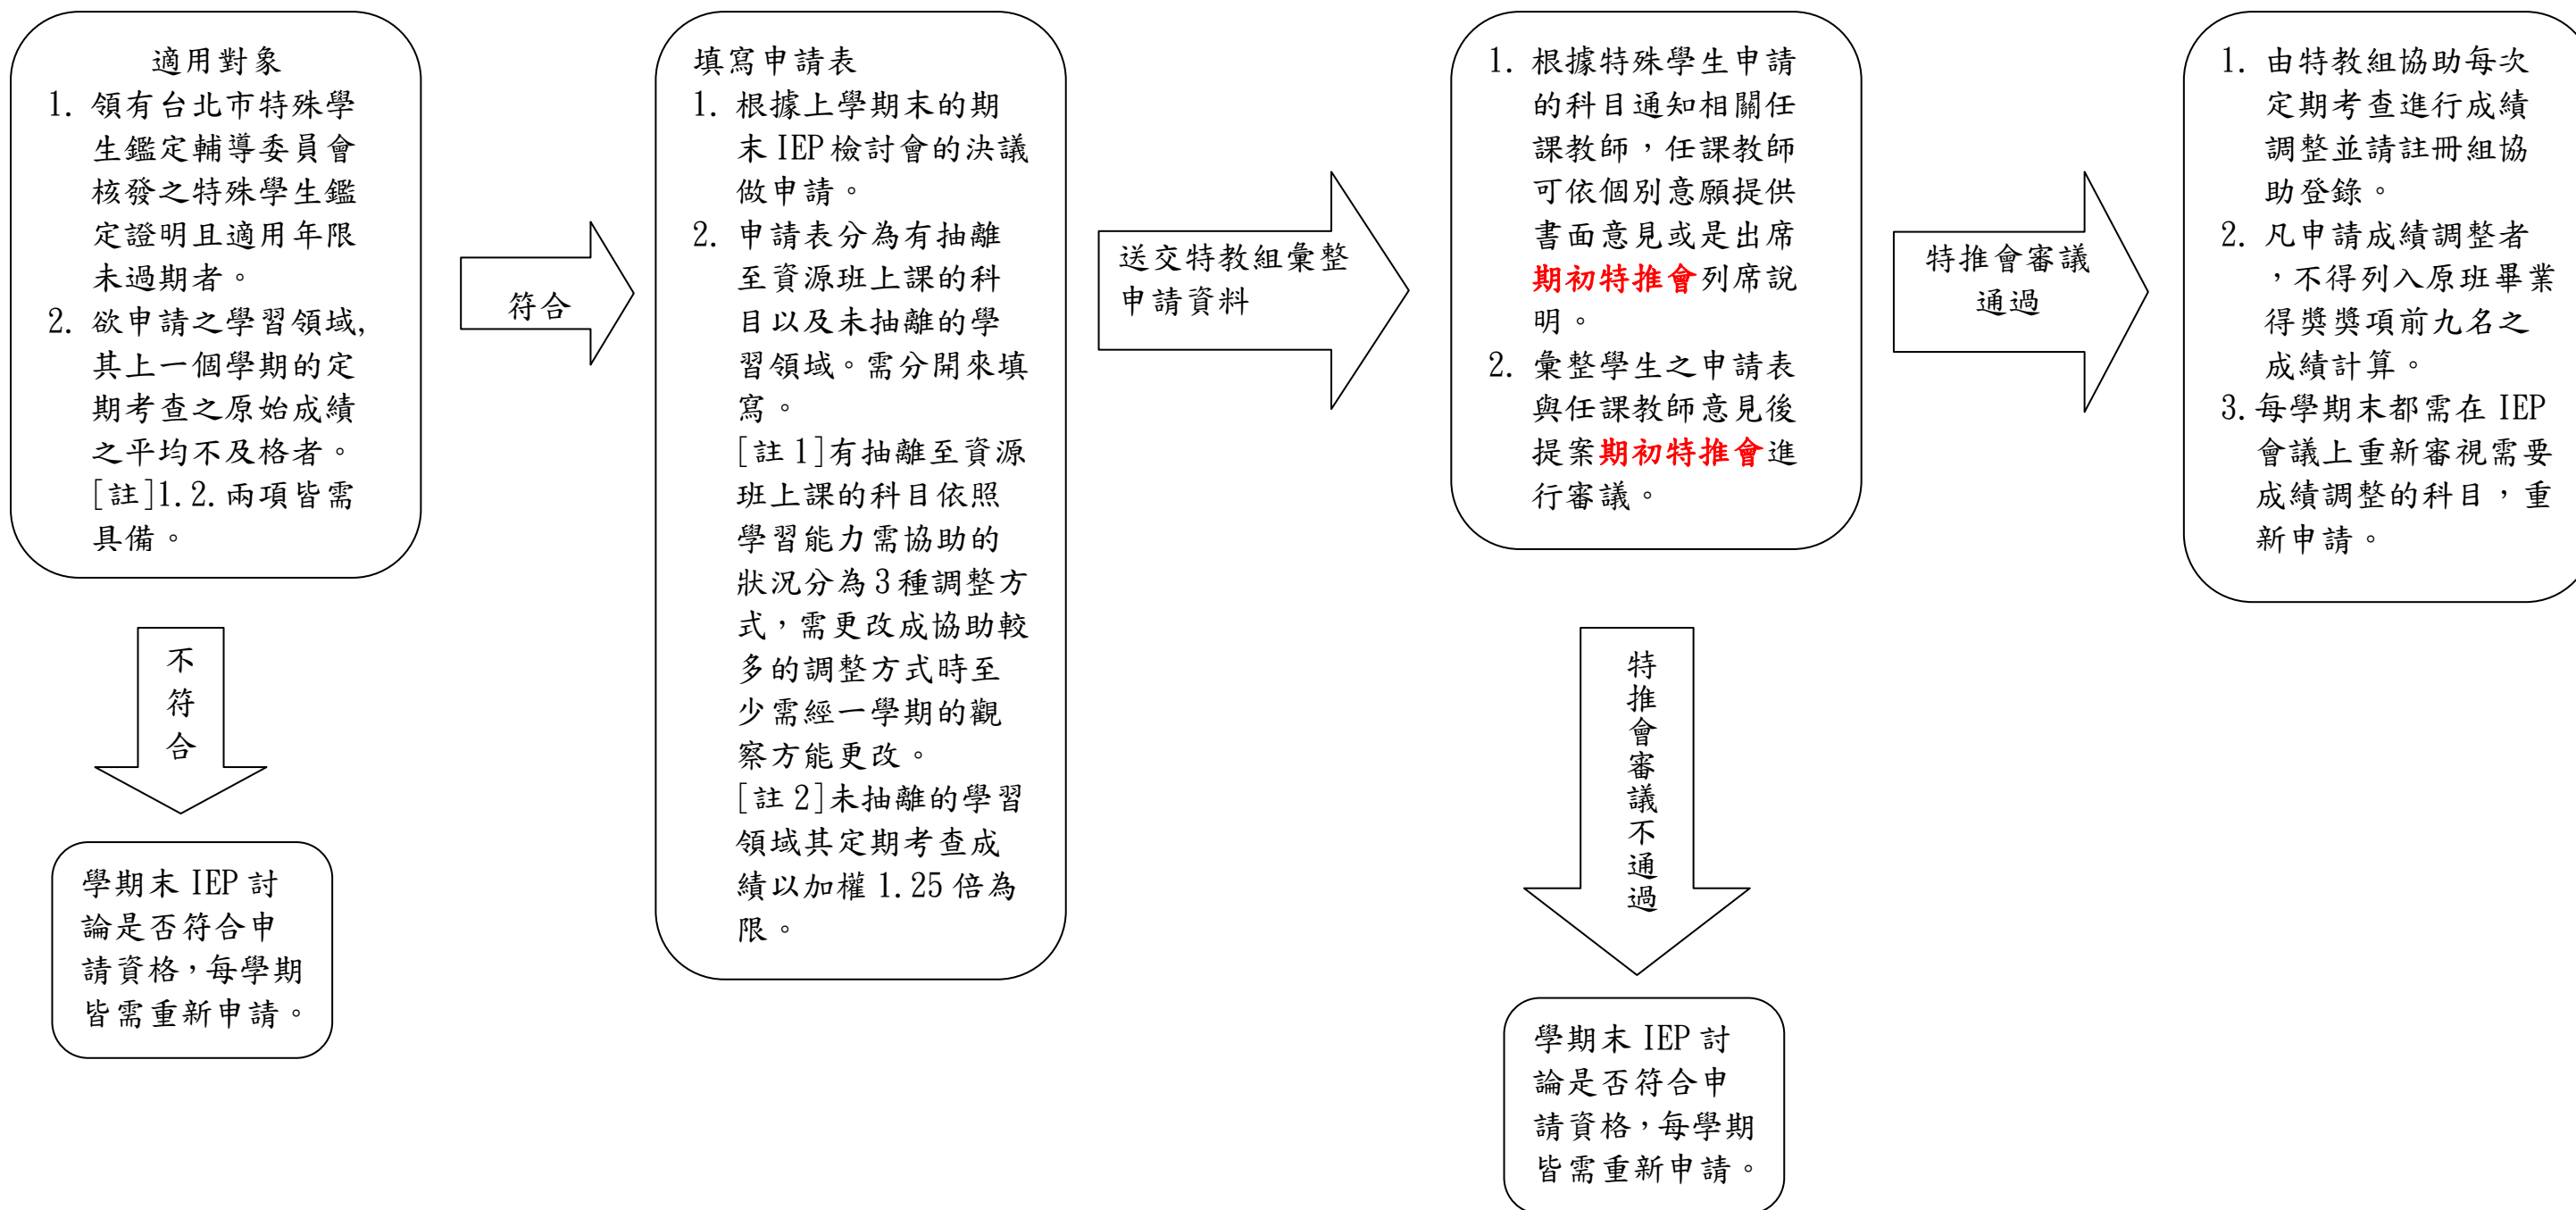 適用對象
1. 領有台北市特殊學
生鑑定輔導委員會
核發之特殊學生鑑
定證明且適用年限
未過期者。
2. 欲申請之學習領域,
其上一個學期的定
期考查之原始成績
之平均不及格者。
[註]1.2.兩項皆需
具備。
不
符
合
學期末 IEP 討
論是否符合申
請資格，每學期
皆需重新申請。
符合
填寫申請表
1. 根據上學期末的期
末 IEP 檢討會的決議
做申請。
2. 申請表分為有抽離
至資源班上課的科
目以及未抽離的學
習領域。需分開來填
寫。
[註 1]有抽離至資源
班上課的科目依照
學習能力需協助的
狀況分為 3 種調整方
式，需更改成協助較
多的調整方式時至
少需經一學期的觀
察方能更改。
[註 2]未抽離的學習
領域其定期考查成
績以加權 1.25 倍為
限。
送交特教組彙整
申請資料
1. 根據特殊學生申請
的科目通知相關任
課教師，任課教師
可依個別意願提供
書面意見或是出席
期初特推會列席說
明。
2. 彙整學生之申請表
與任課教師意見後
提案期初特推會進
行審議。
特
推
會
審
議
不
通
過
學期末 IEP 討
論是否符合申
請資格，每學期
皆需重新申請。
特推會審議
通過
1. 由特教組協助每次
定期考查進行成績
調整並請註冊組協
助登錄。
2. 凡申請成績調整者
，不得列入原班畢業
得獎獎項前九名之
成績計算。
3. 每學期末都需在 IEP
會議上重新審視需要
成績調整的科目，重
新申請。